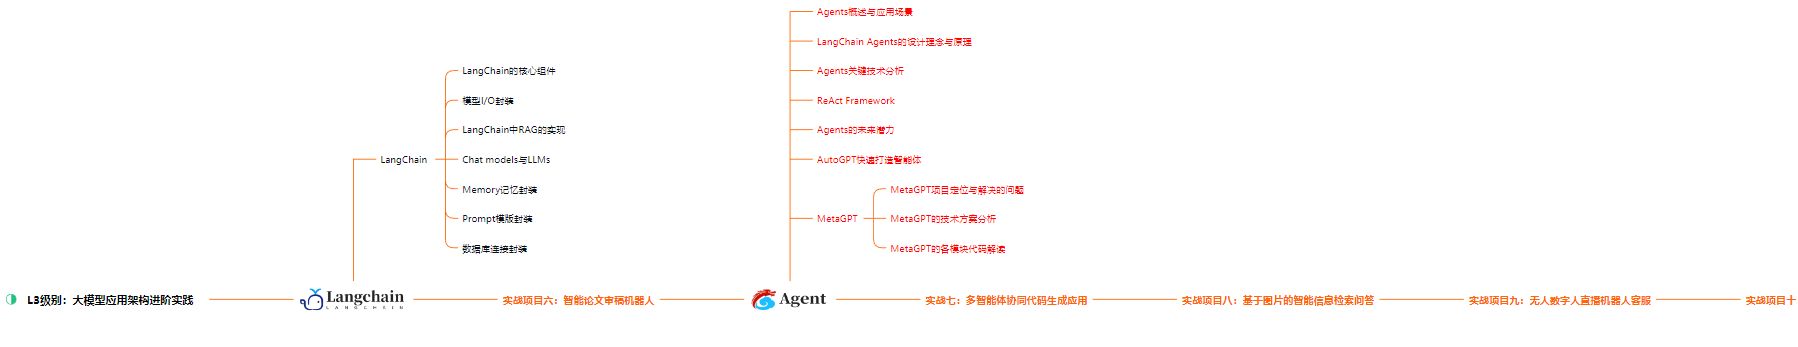 L3级别：大模型应用架构进阶实践
Langchain
LANGCHAIN
LangChain
LangChain的核心组件
模型I/O封装
LangChain中RAG的实现
Chat models与LLMs
Memory记忆封装
Prompt模版封装
数据库连接封装
实战项目六：智能论文审稿机器人
Agent
Agents概述与应用场景
LangChain Agents的设计理念与原理
Agents关键技术分析
ReAct Framework
Agents的未来潜力
AutoGPT快速打造智能体
MetaGPT
MetaGPT项目定位与解决的问题
MetaGPT的技术方案分析
MetaGPT的各模块代码解读
实战七：多智能体协同代码生成应用
实战项目八：基于图片的智能信息检索问答
实战项目九：无人数字人直播机器人客服
实战项目十